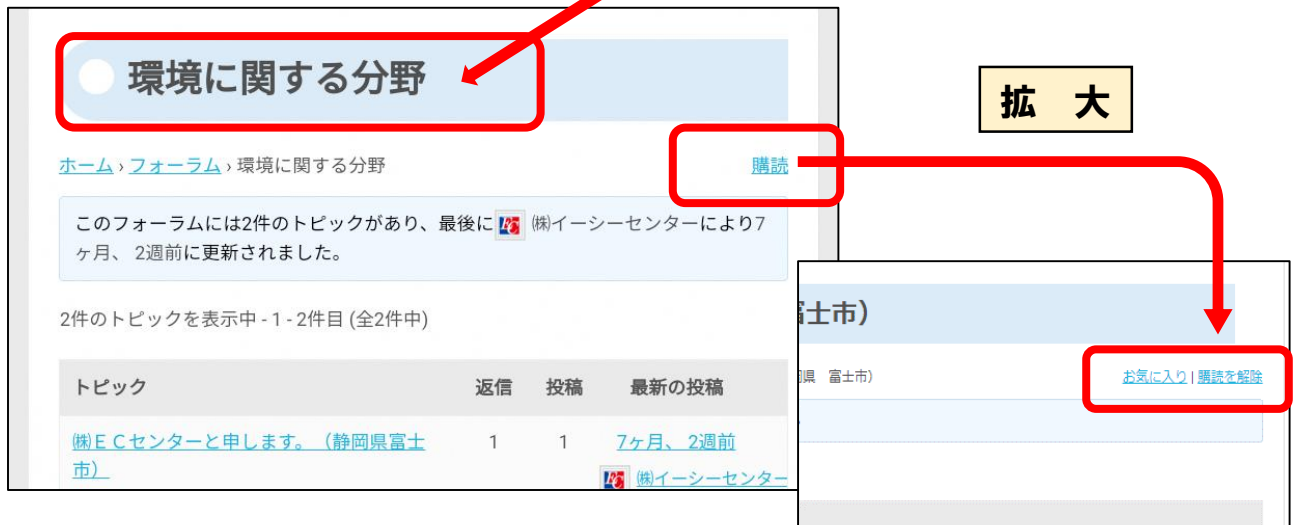 環境に関する分野
ホーム › フォーラム › 環境に関する分野
購読
このフォーラムには2件のトピックがあり、最後に ㈱イーシーセンターにより7
ヶ月、 2週前に更新されました。
2件のトピックを表示中 - 1 - 2件目 (全2件中)
トピック 返信 投稿 最新の投稿
㈱ＥＣセンターと申します。（静岡県富士
市） 1 1 7ヶ月、 2週前
㈱イーシーセンター
拡 大
士市）
県 富士市）
お気に入り | 購読を解除